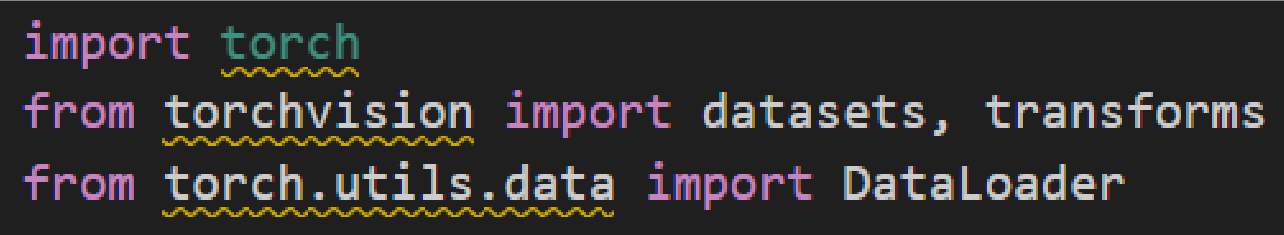 import torch
from torchvision import datasets, transforms
from torch.utils.data import DataLoader